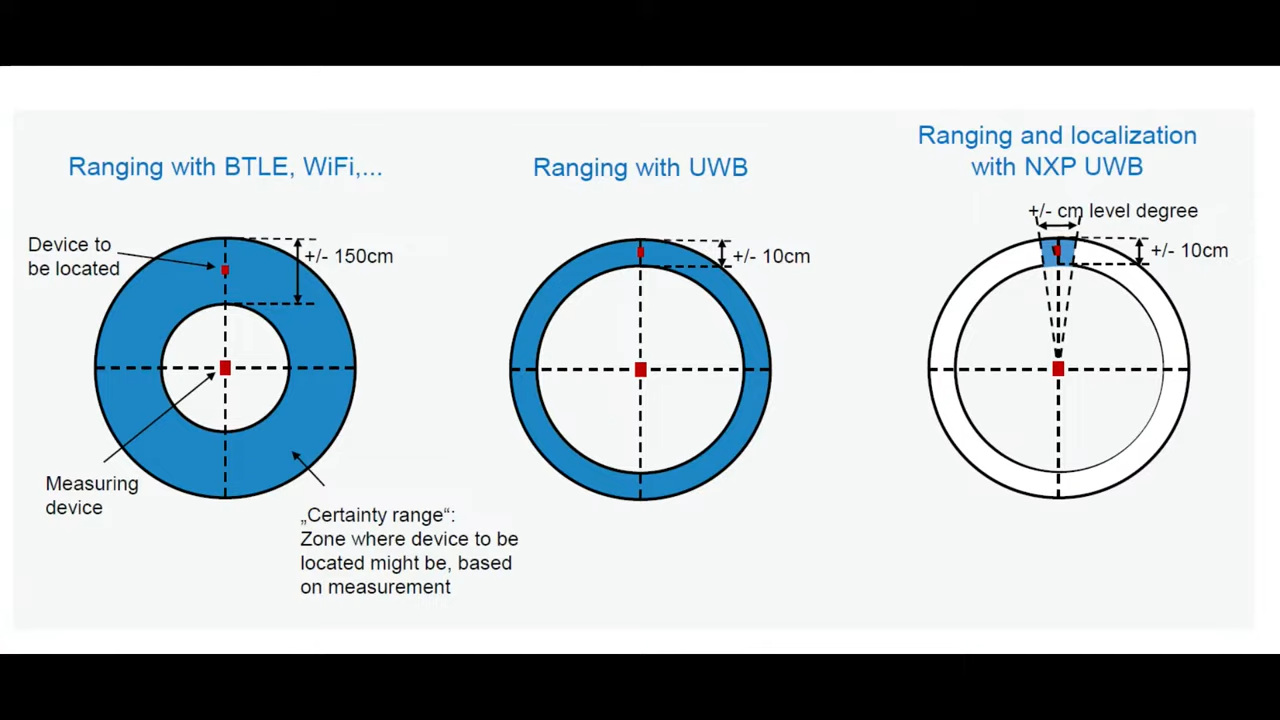 Ranging with BTLE, WiFi,...
Device to
be located
+/- 150cm
Measuring
device
„Certainty range“:
Zone where device to be
located might be, based
on measurement
Ranging with UWB
+/- 10cm
Ranging and localization
with NXP UWB
+/- cm level degree
+/- 10cm